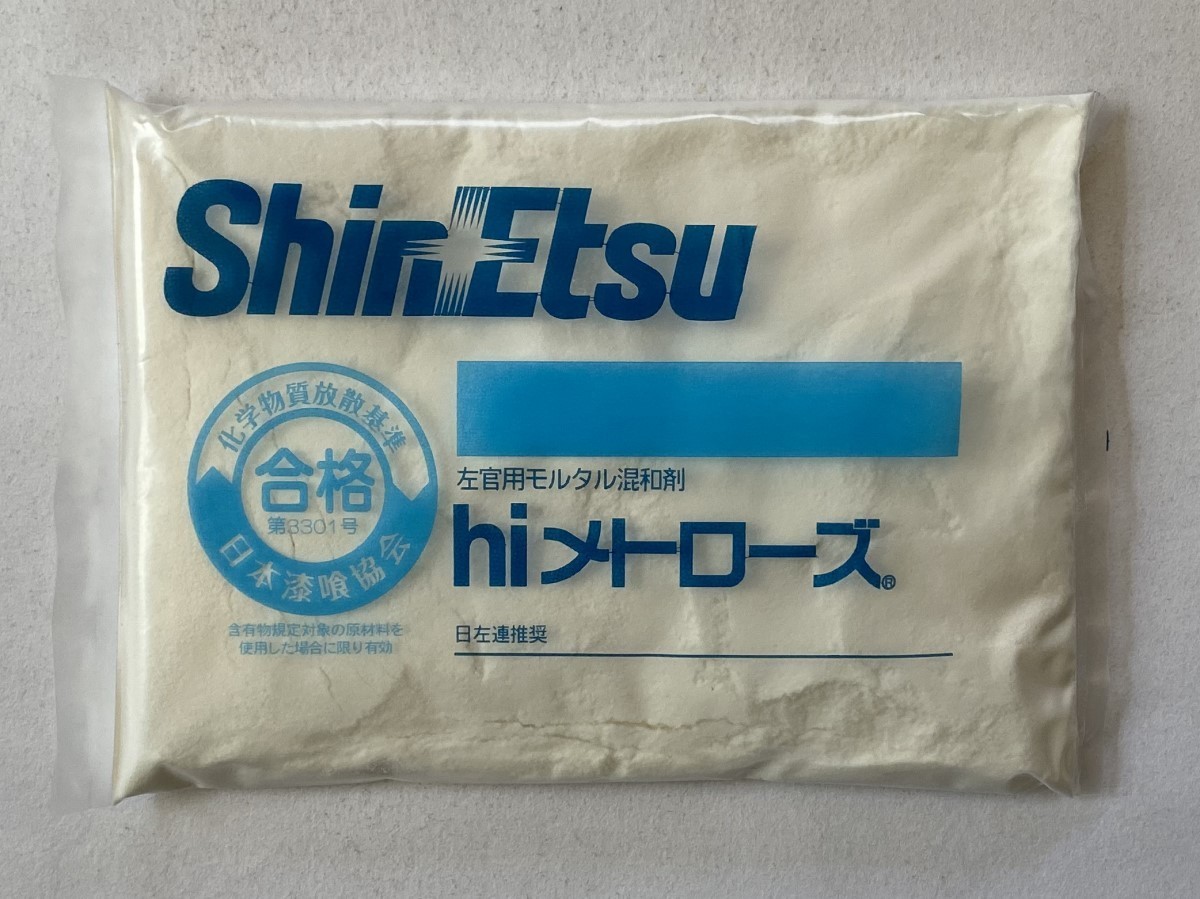 ShinEtsu
化学物質放散基準
合格
第3301号
日本漆喰協会
含有物規定対象の原材料を
使用した場合に限り有効
左官用モルタル混和剤
hiメトローズ®
日左連推奨